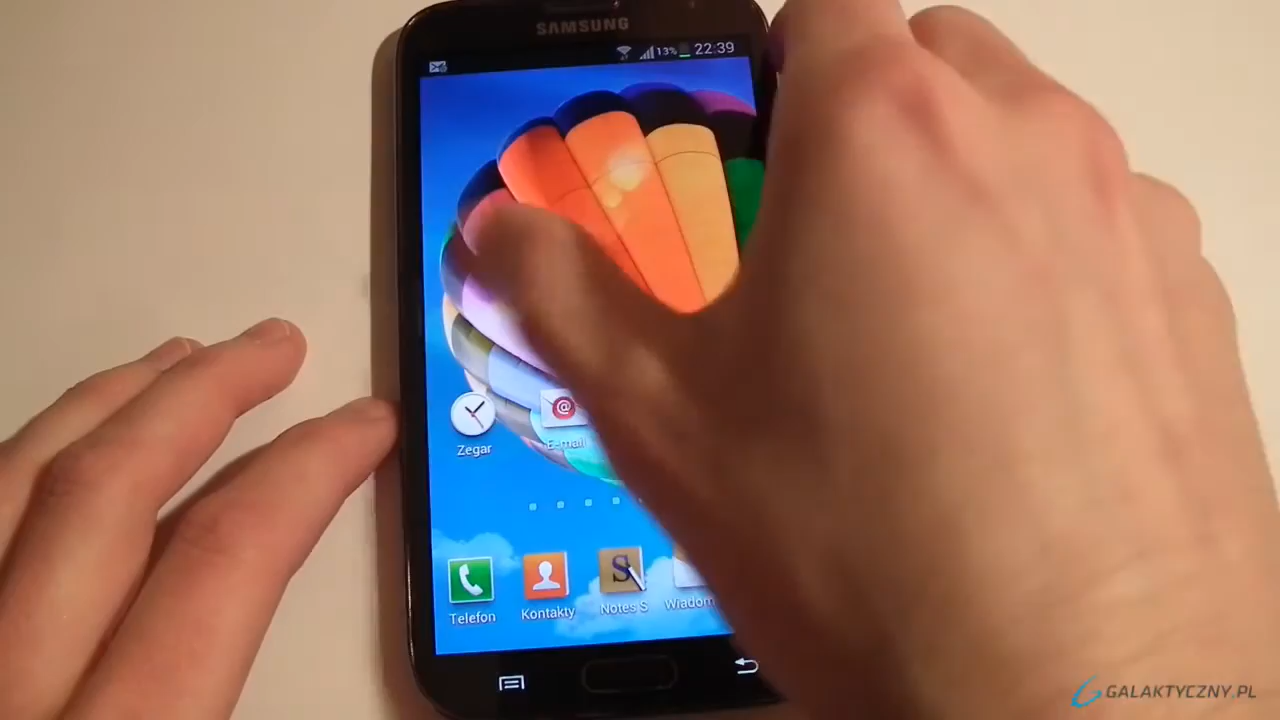 SAMSUNG
13% 22:39
Zegar
E-mail
Telefon
Kontakty
Notes S
Wiadom
GALAKTYCZNY.PL